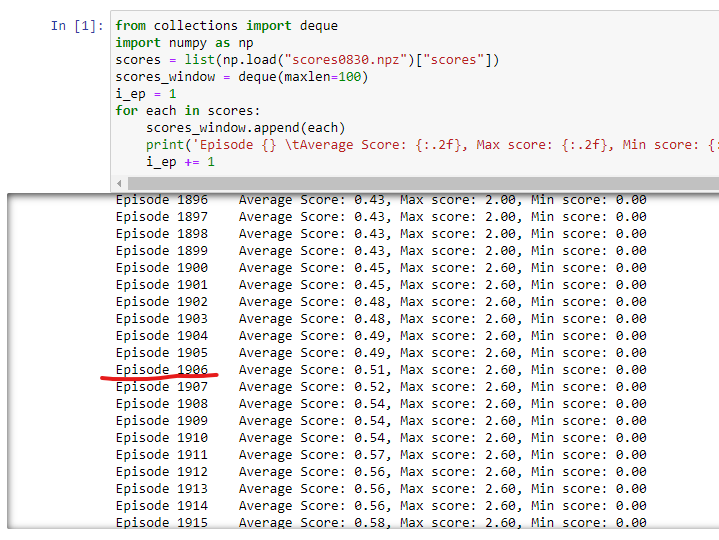 In [1]: from collections import deque
import numpy as np
scores = list(np.load("scores0830.npz")["scores"])
scores_window = deque(maxlen=100)
i_ep = 1
for each in scores:
    scores_window.append(each)
    print('Episode {} \tAverage Score: {:.2f}, Max score: {:.2f}, Min score: {:
    i_ep += 1
Episode 1896    Average Score: 0.43, Max score: 2.00, Min score: 0.00
Episode 1897    Average Score: 0.43, Max score: 2.00, Min score: 0.00
Episode 1898    Average Score: 0.43, Max score: 2.00, Min score: 0.00
Episode 1899    Average Score: 0.43, Max score: 2.00, Min score: 0.00
Episode 1900    Average Score: 0.45, Max score: 2.60, Min score: 0.00
Episode 1901    Average Score: 0.45, Max score: 2.60, Min score: 0.00
Episode 1902    Average Score: 0.48, Max score: 2.60, Min score: 0.00
Episode 1903    Average Score: 0.48, Max score: 2.60, Min score: 0.00
Episode 1904    Average Score: 0.49, Max score: 2.60, Min score: 0.00
Episode 1905    Average Score: 0.49, Max score: 2.60, Min score: 0.00
Episode 1906    Average Score: 0.51, Max score: 2.60, Min score: 0.00
Episode 1907    Average Score: 0.52, Max score: 2.60, Min score: 0.00
Episode 1908    Average Score: 0.54, Max score: 2.60, Min score: 0.00
Episode 1909    Average Score: 0.54, Max score: 2.60, Min score: 0.00
Episode 1910    Average Score: 0.54, Max score: 2.60, Min score: 0.00
Episode 1911    Average Score: 0.57, Max score: 2.60, Min score: 0.00
Episode 1912    Average Score: 0.56, Max score: 2.60, Min score: 0.00
Episode 1913    Average Score: 0.56, Max score: 2.60, Min score: 0.00
Episode 1914    Average Score: 0.56, Max score: 2.60, Min score: 0.00
Episode 1915    Average Score: 0.58, Max score: 2.60, Min score: 0.00